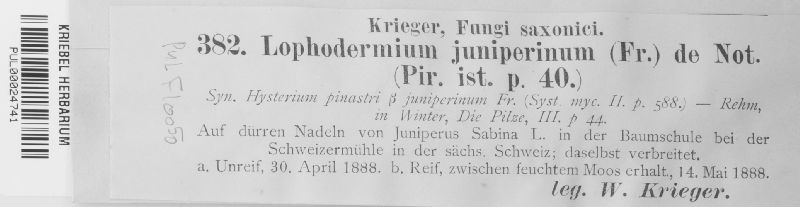 KRIEBEL HERBARIUM
PUL00024741
PUL F10050
Krieger, Fungi saxonici.
382. Lophodermium juniperinum (Fr.) de Not.
(Pir. ist. p. 40.)
Syn. Hysterium pinastri β juniperinum Fr. (Syst. myc. II. p. 588.) — Rehm,
in Winter, Die Pilze, III. p 44.
Auf dürren Nadeln von Juniperus Sabina L. in der Baumschule bei der
Schweizermühle in der sächs. Schweiz; daselbst verbreitet.
a. Unreif, 30. April 1888. b. Reif, zwischen feuchtem Moos erhalt., 14. Mai 1888.
leg. W. Krieger.